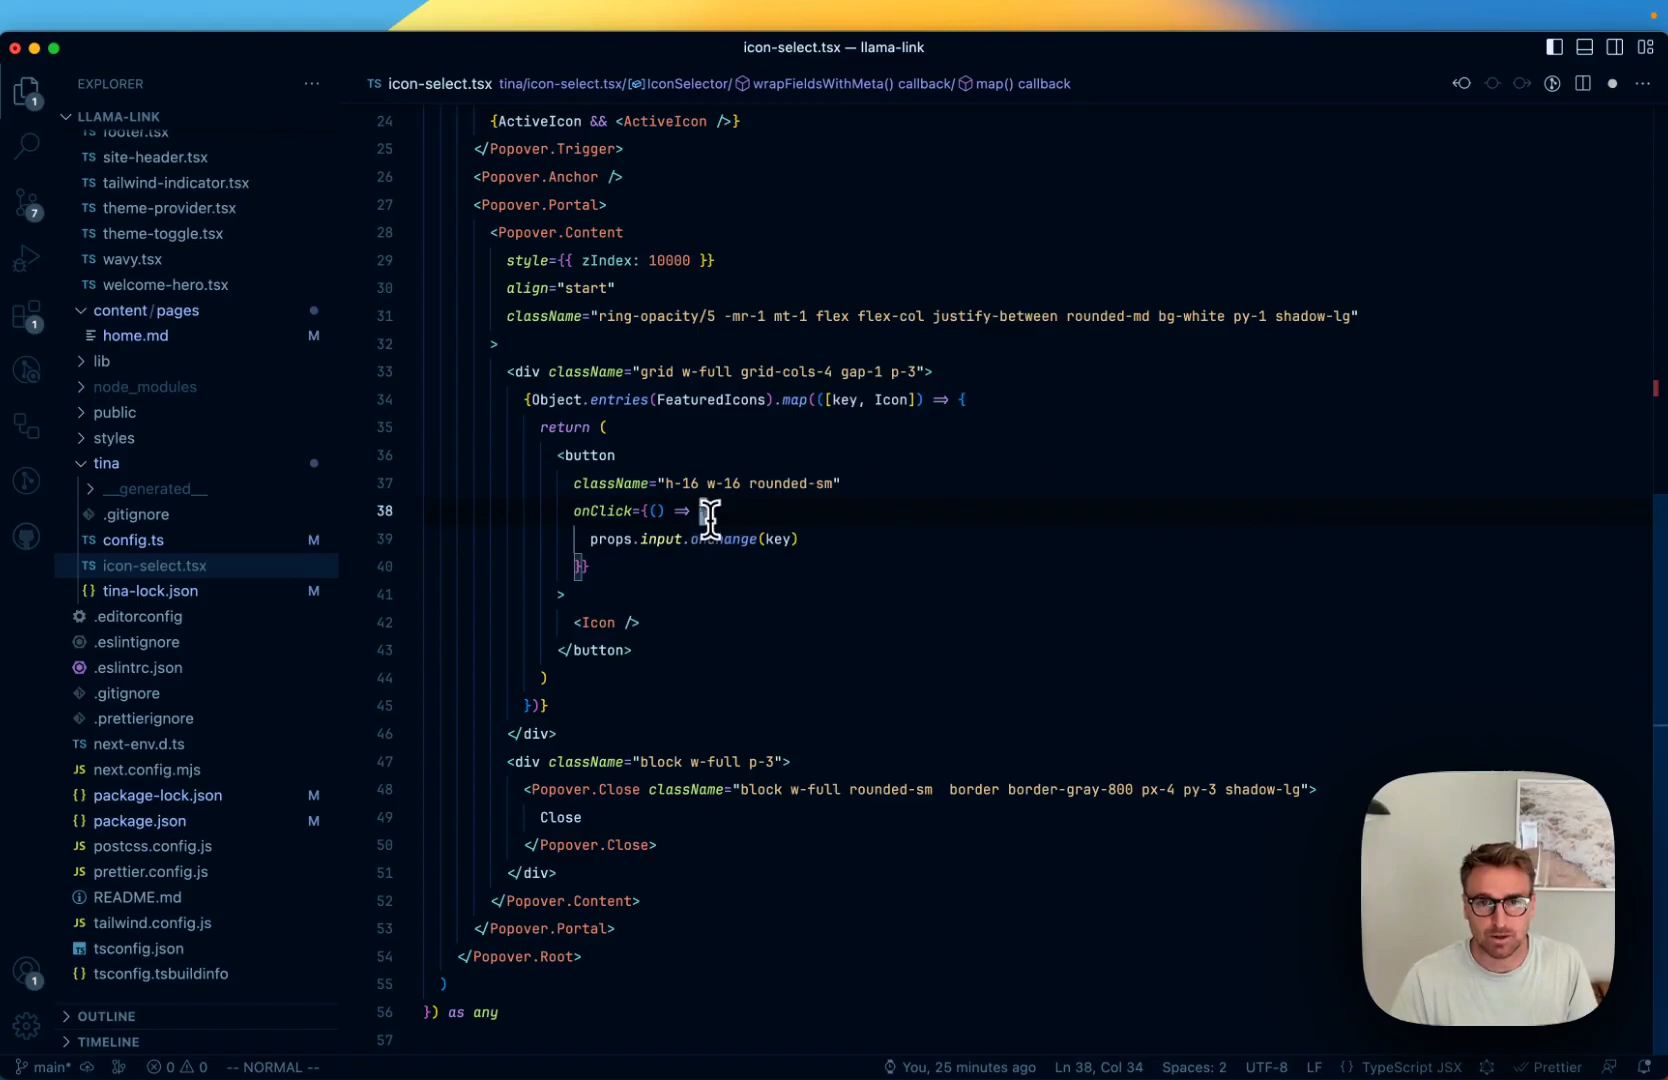 icon-select.tsx — llama-link
EXPLORER
LLAMA-LINK
footer.tsx
TS site-header.tsx
TS tailwind-indicator.tsx
TS theme-provider.tsx
TS theme-toggle.tsx
TS wavy.tsx
TS welcome-hero.tsx
content/pages
home.md M
lib
node_modules
public
styles
tina
__generated__
.gitignore
TS config.ts M
TS icon-select.tsx
{} tina-lock.json M
.editorconfig
.eslintignore
.eslintrc.json
.gitignore
.prettierignore
TS next-env.d.ts
JS next.config.mjs
{} package-lock.json M
{} package.json M
JS postcss.config.js
JS prettier.config.js
README.md
JS tailwind.config.js
tsconfig.json
{} tsconfig.tsbuildinfo
OUTLINE
TIMELINE
1
7
1
1
TS icon-select.tsx tina/icon-select.tsx/ IconSelector/ wrapFieldsWithMeta() callback/ map() callback
24 {ActiveIcon && <ActiveIcon />}
25 </Popover.Trigger>
26 <Popover.Anchor />
27 <Popover.Portal>
28 <Popover.Content
29 style={{ zIndex: 10000 }}
30 align="start"
31 className="ring-opacity/5 -mr-1 mt-1 flex flex-col justify-between rounded-md bg-white py-1 shadow-lg"
32 >
33 <div className="grid w-full grid-cols-4 gap-1 p-3">
34 {Object.entries(FeaturedIcons).map(([key, Icon]) => {
35 return (
36 <button
37 className="h-16 w-16 rounded-sm"
38 onClick={() =>
39 props.input.onChange(key)
40 }}
41 >
42 <Icon />
43 </button>
44 )
45 })}
46 </div>
47 <div className="block w-full p-3">
48 <Popover.Close className="block w-full rounded-sm  border border-gray-800 px-4 py-3 shadow-lg">
49 Close
50 </Popover.Close>
51 </div>
52 </Popover.Content>
53 </Popover.Portal>
54 </Popover.Root>
55 )
56 }) as any
57
main* 0 0 -- NORMAL -- You, 25 minutes ago Ln 38, Col 34 Spaces: 2 UTF-8 LF {} TypeScript JSX Prettier